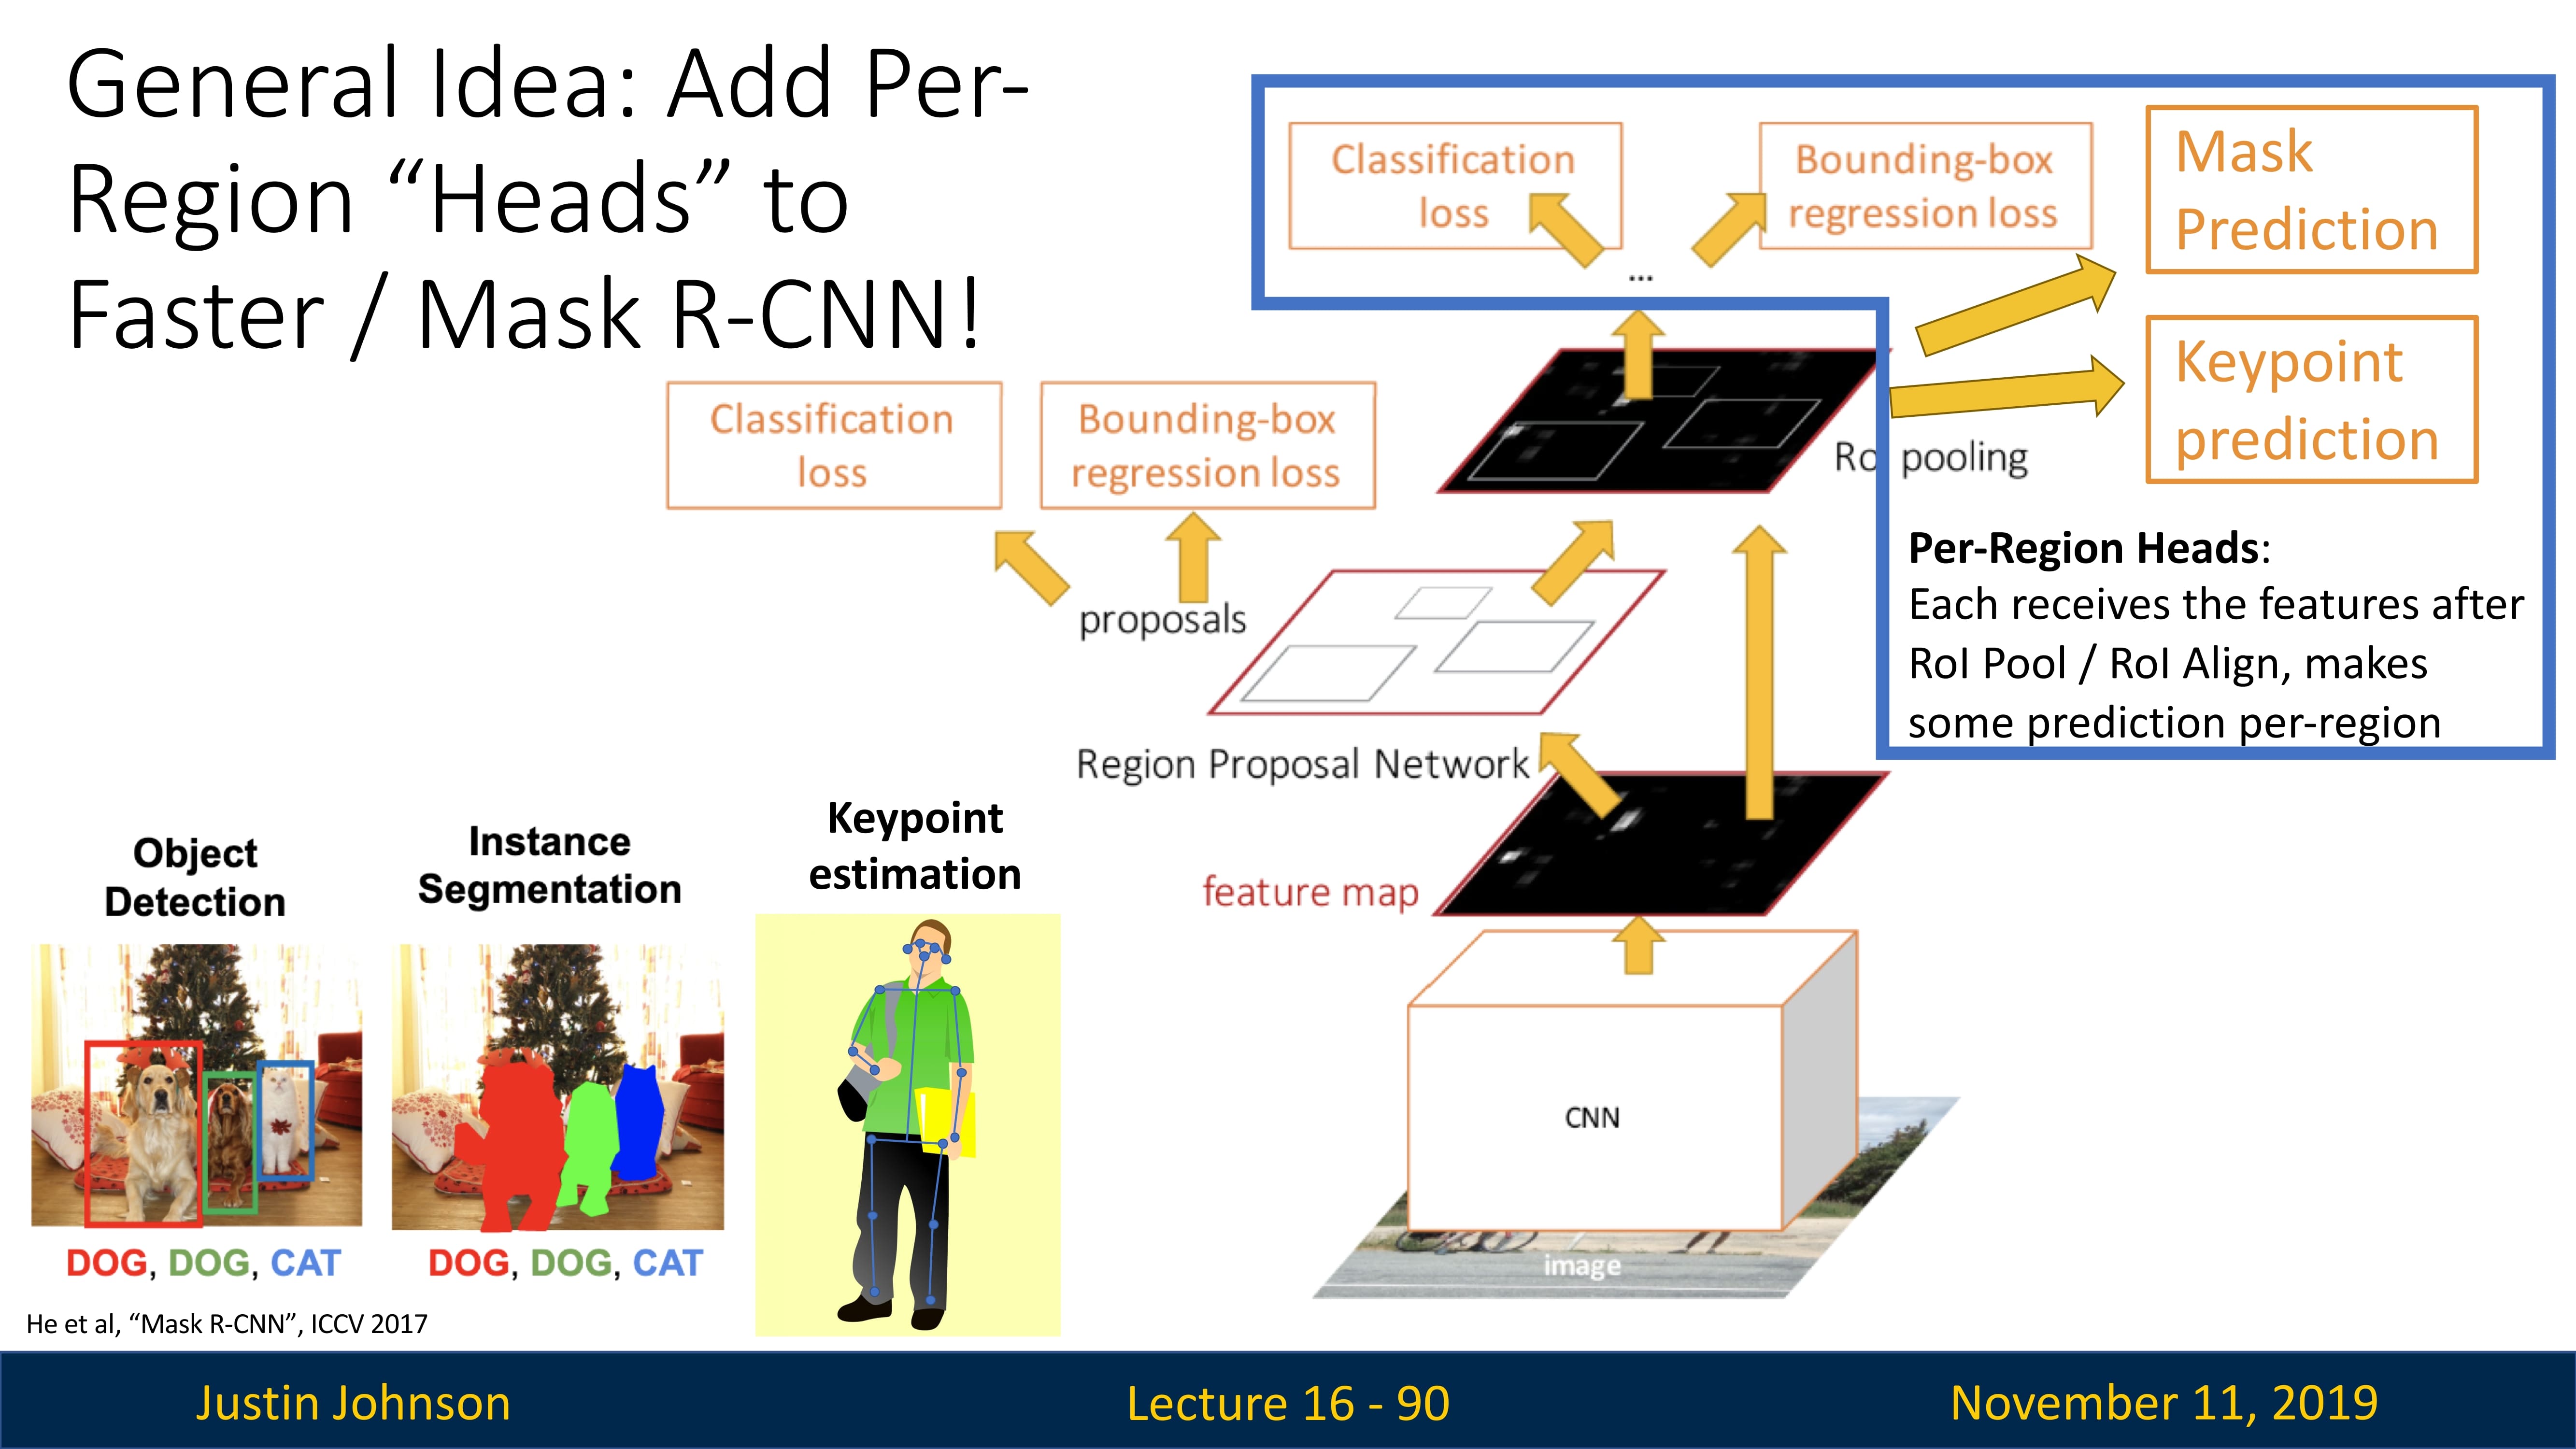 General Idea: Add Per-
Region “Heads” to
Faster / Mask R-CNN!
Classification
loss
Bounding-box
regression loss
Mask
Prediction
...
Keypoint
prediction
Classification
loss
Bounding-box
regression loss
RoI pooling
Per-Region Heads:
Each receives the features after
RoI Pool / RoI Align, makes
some prediction per-region
proposals
Region Proposal Network
feature map
CNN
image
Object
Detection
Instance
Segmentation
Keypoint
estimation
DOG, DOG, CAT
DOG, DOG, CAT
He et al, “Mask R-CNN”, ICCV 2017
Justin Johnson
Lecture 16 - 90
November 11, 2019